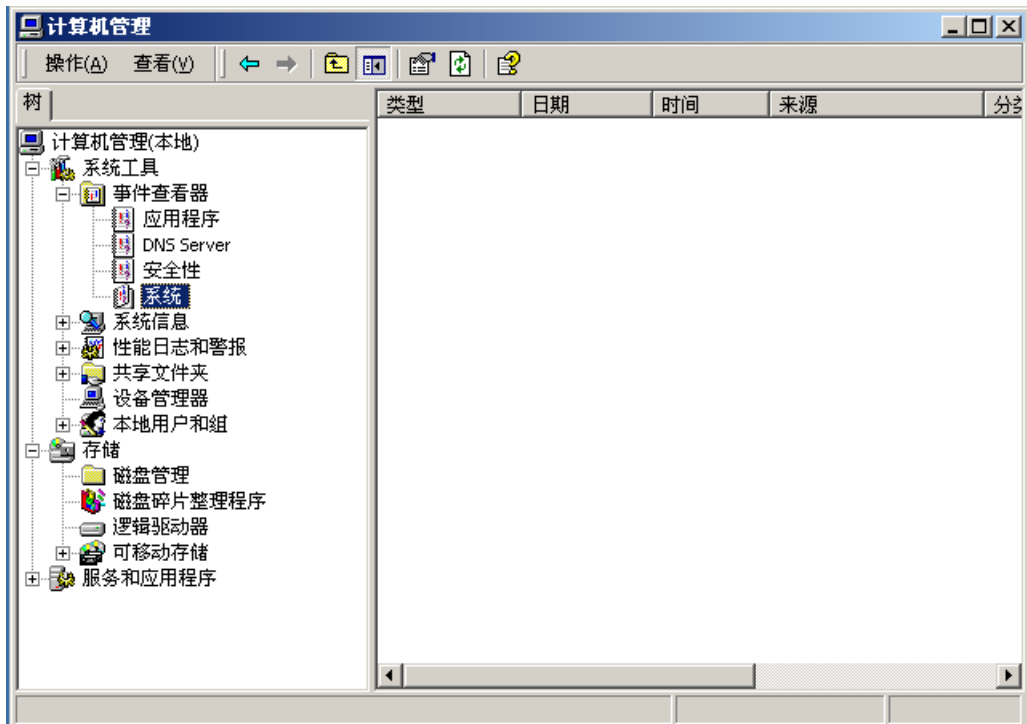 计算机管理
操作(A) 查看(V)
树
类型 日期 时间 来源 分类
计算机管理(本地)
系统工具
事件查看器
应用程序
DNS Server
安全性
系统
系统信息
性能日志和警报
共享文件夹
设备管理器
本地用户和组
存储
磁盘管理
磁盘碎片整理程序
逻辑驱动器
可移动存储
服务和应用程序